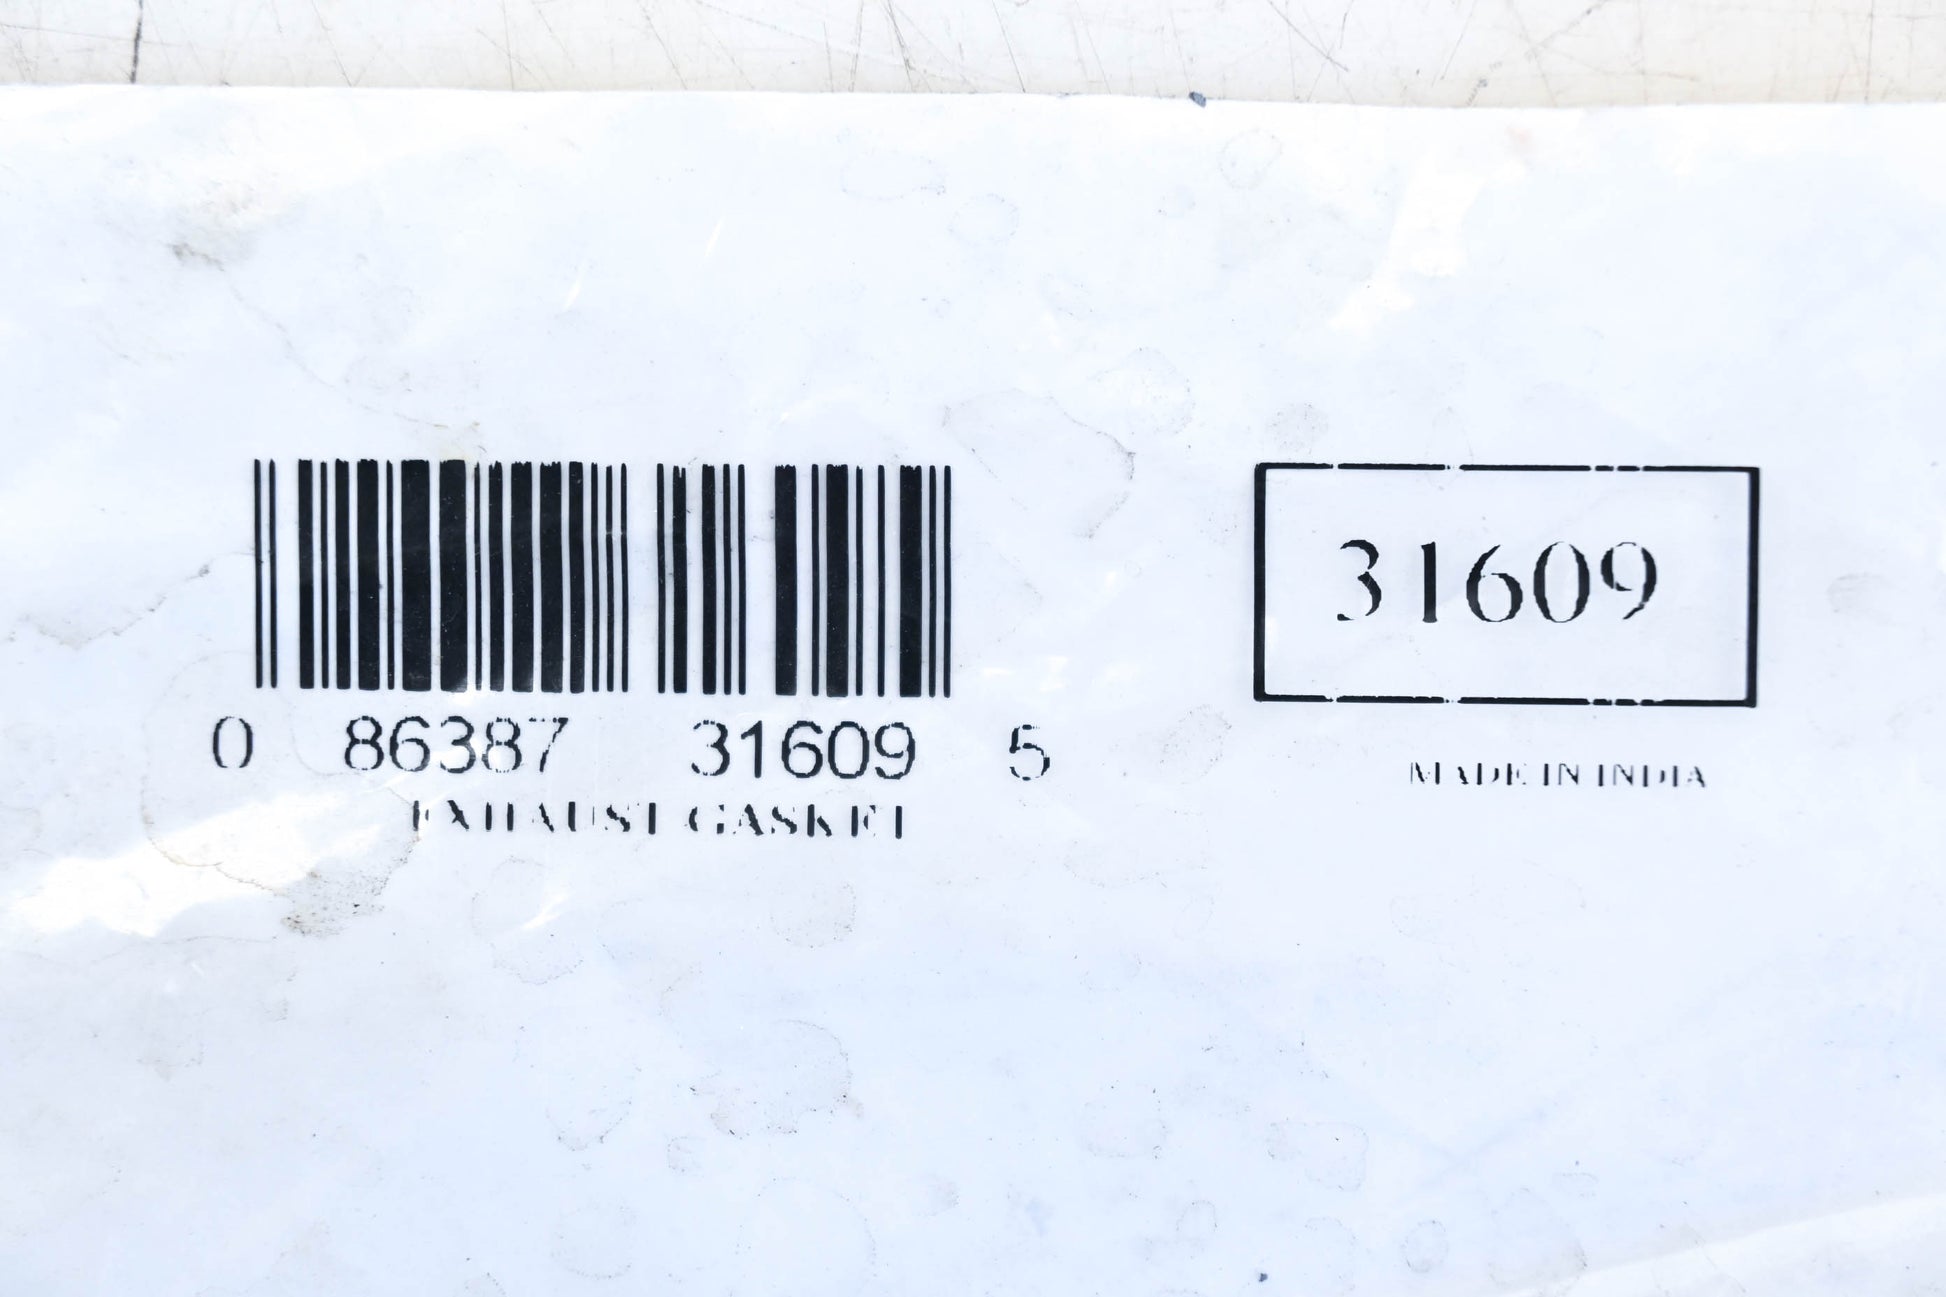 0 86387 31609 5
EXHAUST GASKET
31609
MADE IN INDIA